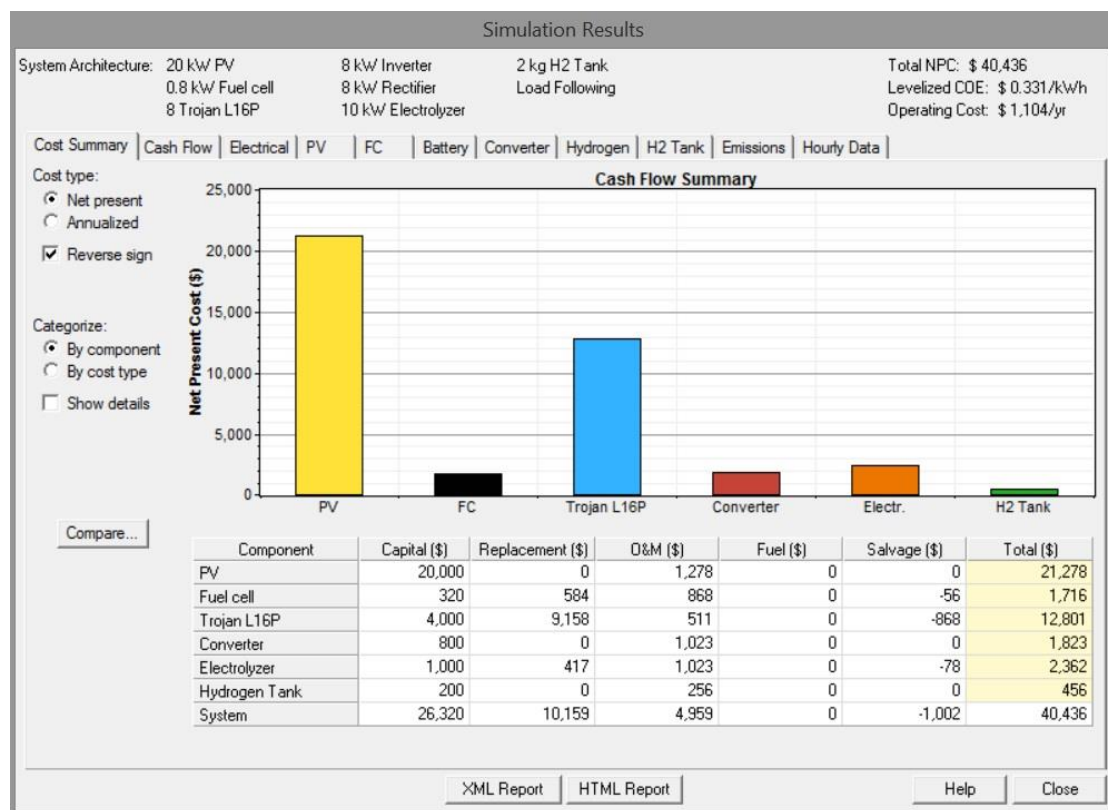 Simulation Results
System Architecture: 20 kW PV 8 kW Inverter 2 kg H2 Tank Total NPC: $ 40,436
0.8 kW Fuel cell 8 kW Rectifier Load Following Levelized COE: $ 0.331/kWh
8 Trojan L16P 10 kW Electrolyzer Operating Cost: $ 1,104/yr
Cost Summary Cash Flow Electrical PV FC Battery Converter Hydrogen H2 Tank Emissions Hourly Data
Cost type:
Net present
Annualized
Reverse sign
Categorize:
By component
By cost type
Show details
Compare...
Cash Flow Summary
Net Present Cost ($)
25,000
20,000
15,000
10,000
5,000
0
PV FC Trojan L16P Converter Electr. H2 Tank
Component Capital ($) Replacement ($) O&M ($) Fuel ($) Salvage ($) Total ($)
PV 20,000 0 1,278 0 0 21,278
Fuel cell 320 584 868 0 -56 1,716
Trojan L16P 4,000 9,158 511 0 -868 12,801
Converter 800 0 1,023 0 0 1,823
Electrolyzer 1,000 417 1,023 0 -78 2,362
Hydrogen Tank 200 0 256 0 0 456
System 26,320 10,159 4,959 0 -1,002 40,436
XML Report HTML Report Help Close